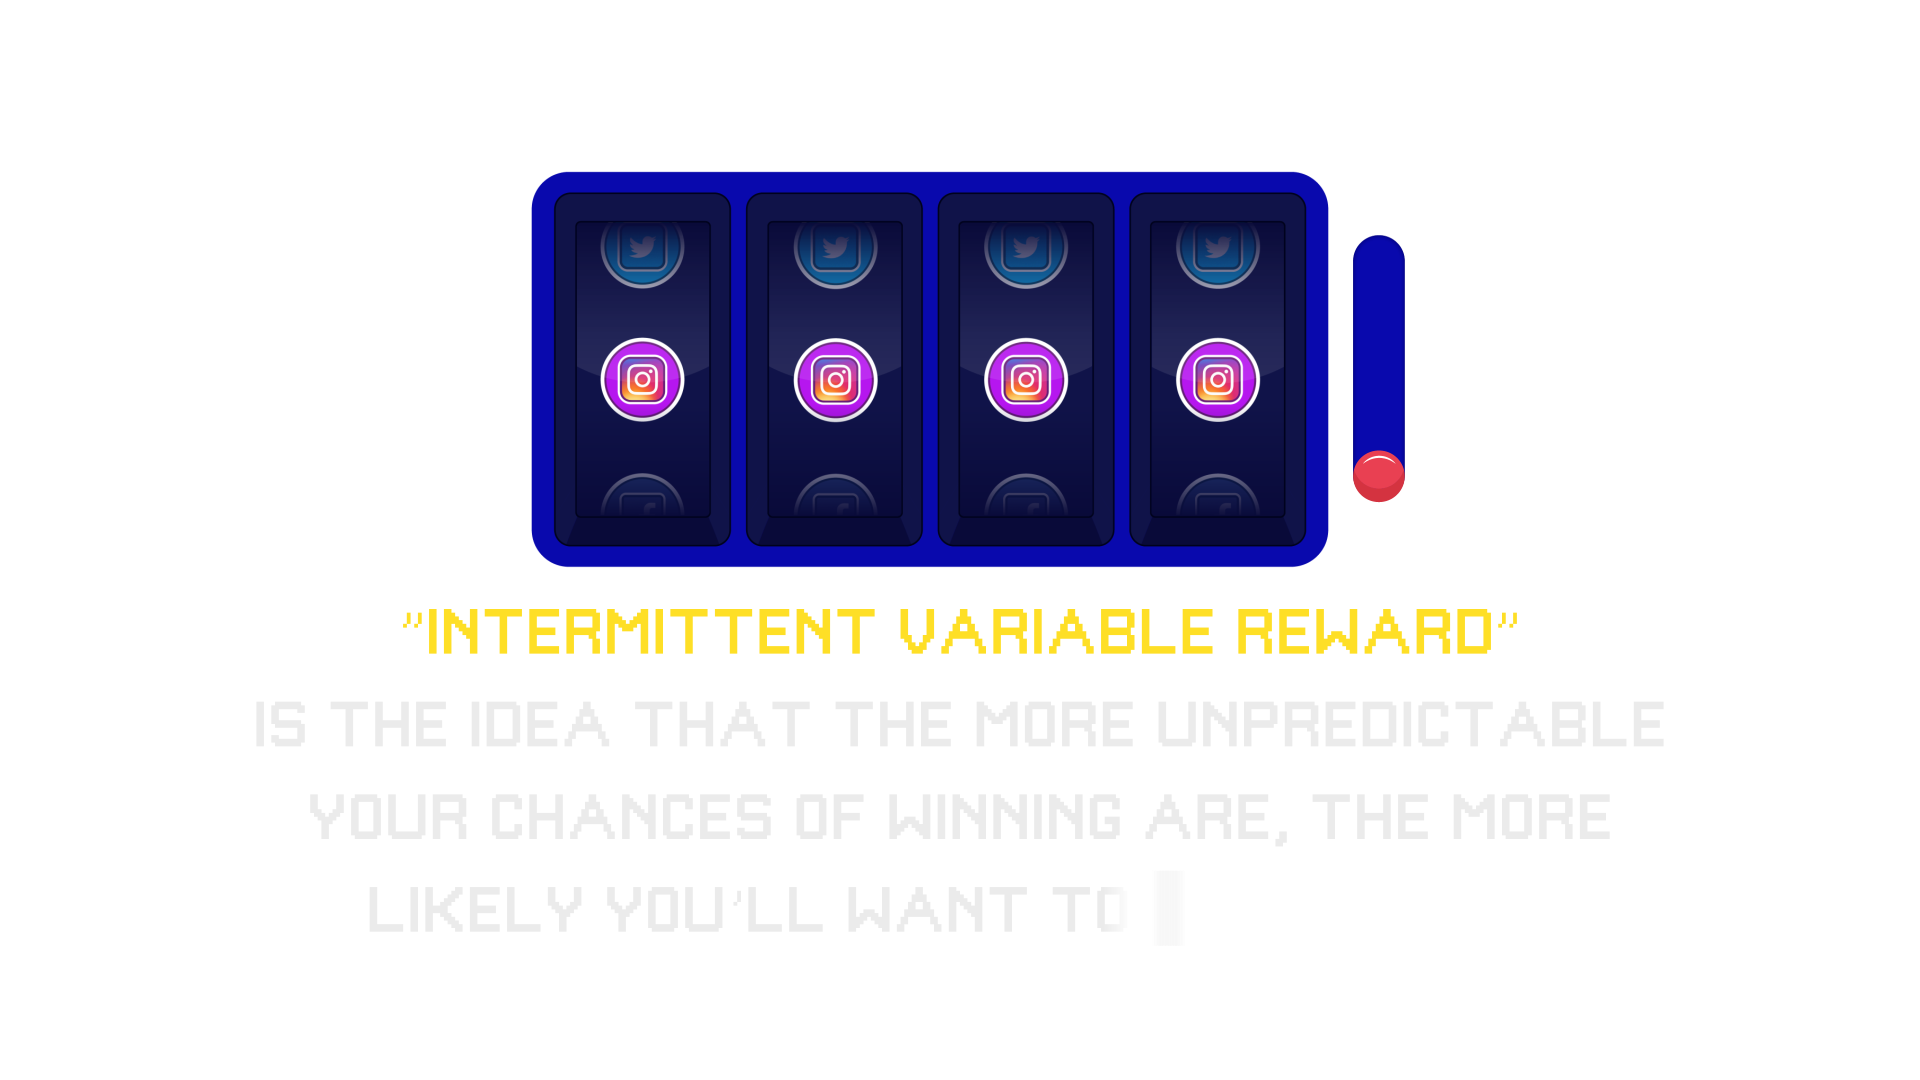 "INTERMITTENT VARIABLE REWARD"
IS THE IDEA THAT THE MORE UNPREDICTABLE
YOUR CHANCES OF WINNING ARE, THE MORE
LIKELY YOU'LL WANT TO